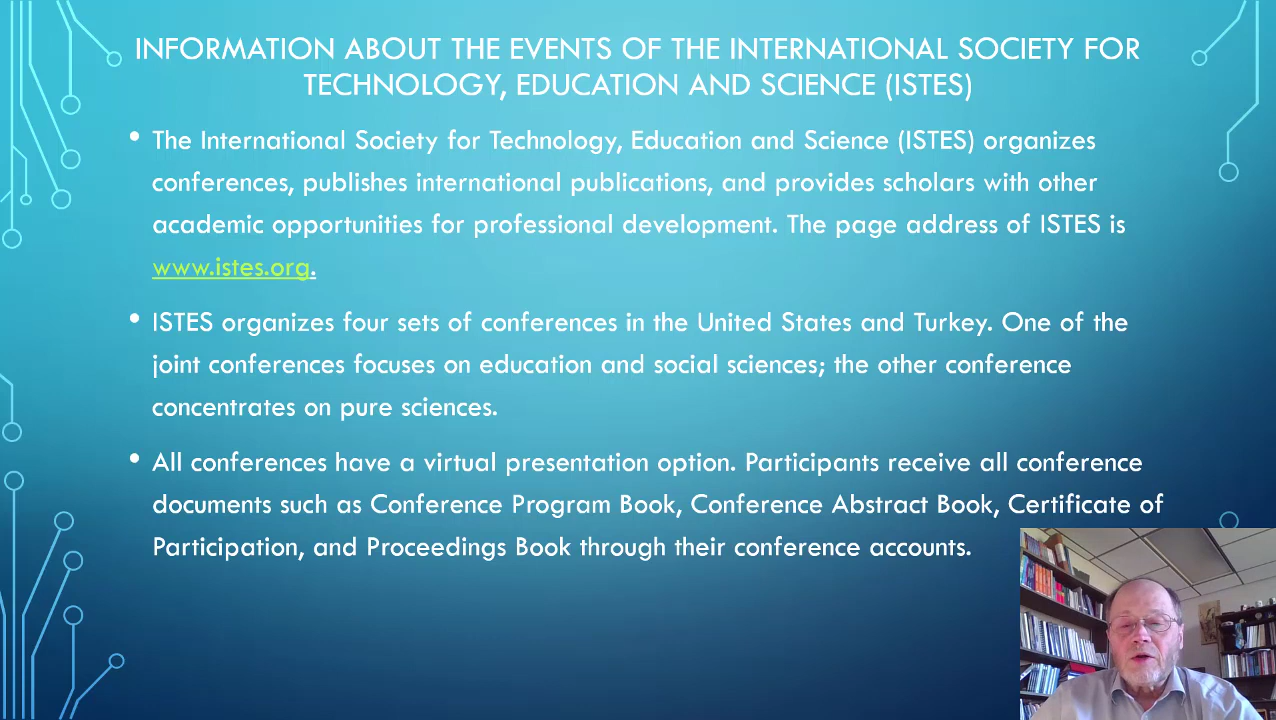 INFORMATION ABOUT THE EVENTS OF THE INTERNATIONAL SOCIETY FOR
TECHNOLOGY, EDUCATION AND SCIENCE (ISTES)
• The International Society for Technology, Education and Science (ISTES) organizes
conferences, publishes international publications, and provides scholars with other
academic opportunities for professional development. The page address of ISTES is
www.istes.org.
• ISTES organizes four sets of conferences in the United States and Turkey. One of the
joint conferences focuses on education and social sciences; the other conference
concentrates on pure sciences.
• All conferences have a virtual presentation option. Participants receive all conference
documents such as Conference Program Book, Conference Abstract Book, Certificate of
Participation, and Proceedings Book through their conference accounts.